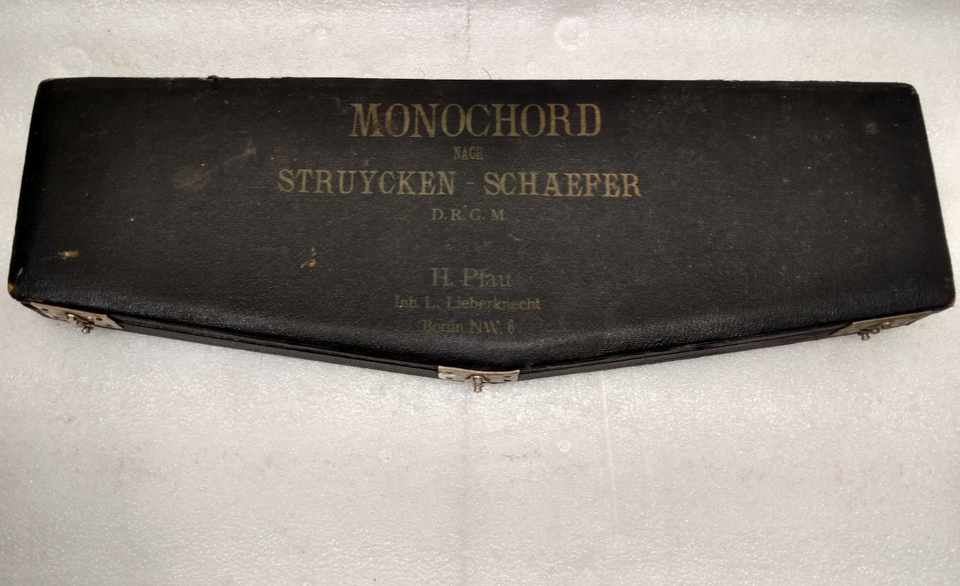 MONOCHORD
NACH
STRUYCKEN - SCHAEFER
D.R.G.M.
H. Pfau
Inh. L. Lieberknecht
Berlin NW. 6